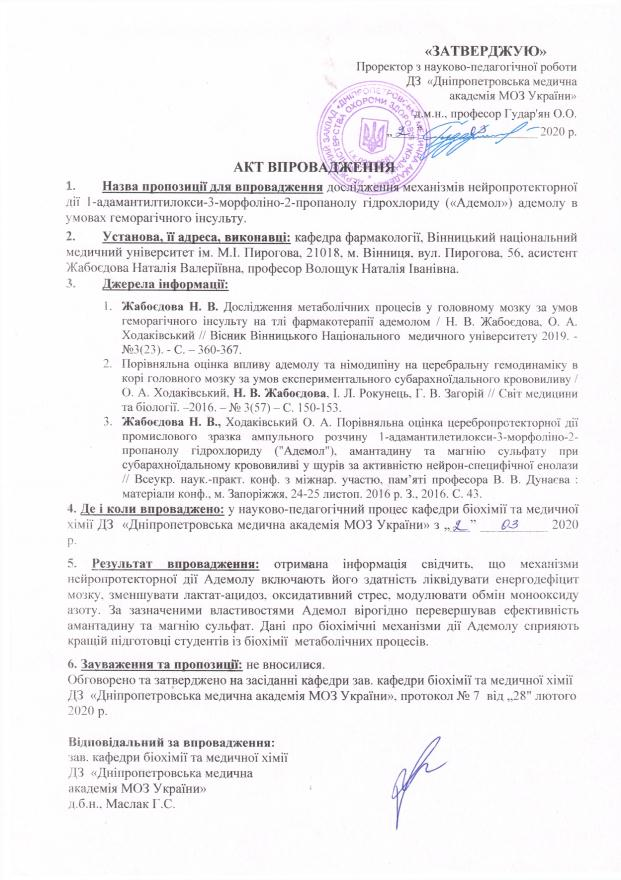 «ЗАТВЕРДЖУЮ»
Проректор з науково-педагогічної роботи
ДЗ «Дніпропетровська медична
академія МОЗ України»
д.м.н., професор Гудар'ян О.О.
„ 2 03 2020 р.
АКТ ВПРОВАДЖЕННЯ
1. Назва пропозиції для впровадження дослідження механізмів нейропротекторної
дії 1-адамантилтилокси-3-морфоліно-2-пропанолу гідрохлориду («Адемол») адемолу в
умовах геморагічного інсульту.
2. Установа, її адреса, виконавці: кафедра фармакології, Вінницький національний
медичний університет ім. М.І. Пирогова, 21018, м. Вінниця, вул. Пирогова, 56, асистент
Жабоєдова Наталія Валеріївна, професор Волощук Наталія Іванівна.
3. Джерела інформації:
1. Жабоєдова Н. В. Дослідження метаболічних процесів у головному мозку за умов
геморагічного інсульту на тлі фармакотерапії адемолом / Н. В. Жабоєдова, О. А.
Ходаківський // Вісник Вінницького Національного медичного університету 2019. -
№3(23). - С. – 360-367.
2. Порівняльна оцінка впливу адемолу та німодипіну на церебральну гемодинаміку в
корі головного мозку за умов експериментального субарахноїдального крововиливу /
О. А. Ходаківський, Н. В. Жабоєдова, І. Л. Рокунець, Г. В. Загорій // Світ медицини
та біології. –2016. – № 3(57) – С. 150-153.
3. Жабоєдова Н. В., Ходаківський О. А. Порівняльна оцінка церебропротекторної дії
промислового зразка ампульного розчину 1-адамантилетилокси-3-морфоліно-2-
пропанолу гідрохлориду ("Адемол"), амантадину та магнію сульфату при
субарахноїдальному крововиливі у щурів за активністю нейрон-специфічної енолази
// Всеукр. наук.-практ. конф. з міжнар. участю, пам’яті професора В. В. Дунаєва :
матеріали конф., м. Запоріжжя, 24-25 листоп. 2016 р. З., 2016. С. 43.
4. Де і коли впроваджено: у науково-педагогічний процес кафедри біохімії та медичної
хімії ДЗ «Дніпропетровська медична академія МОЗ України» з „ 2 ” 03 2020
р.
5. Результат впровадження: отримана інформація свідчить, що механізми
нейропротекторної дії Адемолу включають його здатність ліквідувати енергодефіцит
мозку, зменшувати лактат-ацидоз, оксидативний стрес, модулювати обмін монооксиду
азоту. За зазначеними властивостями Адемол вірогідно перевершував ефективність
амантадину та магнію сульфат. Дані про біохімічні механізми дії Адемолу сприяють
кращій підготовці студентів із біохімії метаболічних процесів.
6. Зауваження та пропозиції: не вносилися.
Обговорено та затверджено на засіданні кафедри зав. кафедри біохімії та медичної хімії
ДЗ «Дніпропетровська медична академія МОЗ України», протокол № 7 від „28" лютого
2020 р.
Відповідальний за впровадження:
зав. кафедри біохімії та медичної хімії
ДЗ «Дніпропетровська медична
академія МОЗ України»
д.б.н., Маслак Г.С.